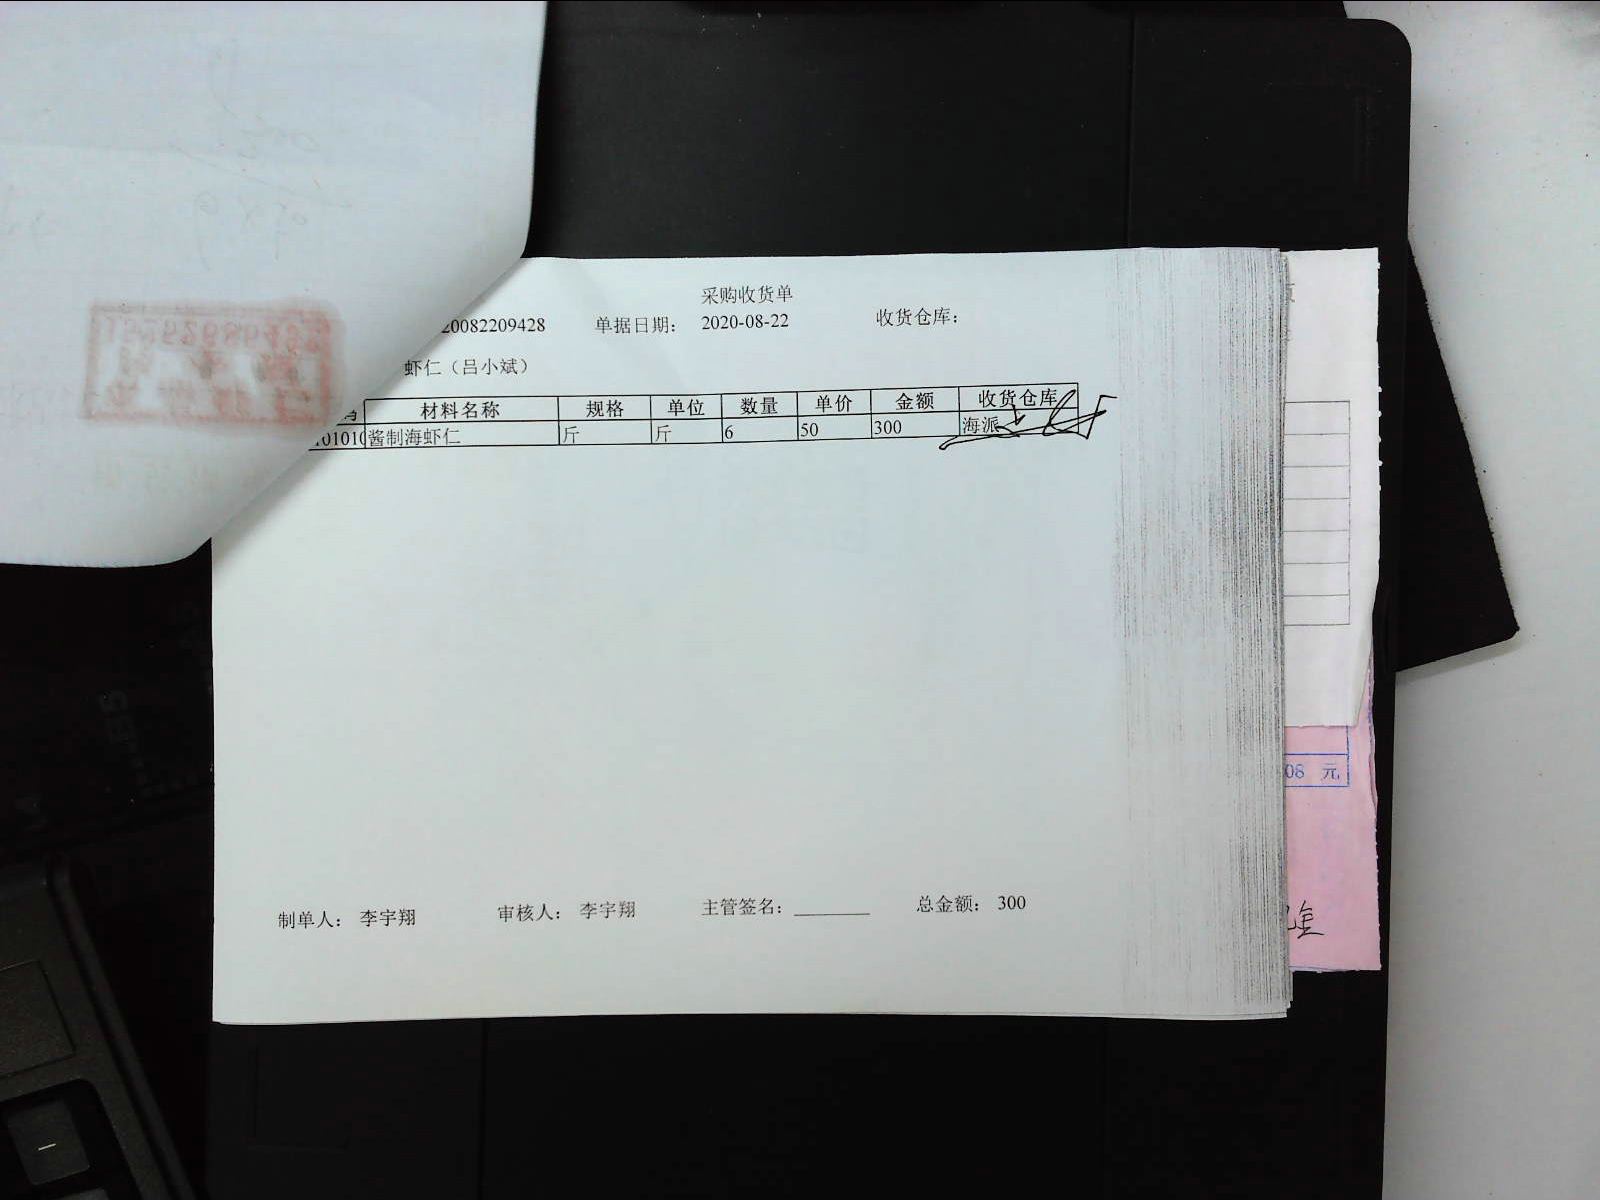 采购收货单
20082209428 单据日期： 2020-08-22 收货仓库：
虾仁（吕小斌）
材料名称 规格 单位 数量 单价 金额 收货仓库
101010 酱制海虾仁 斤 斤 6 50 300 海派
08 元
制单人： 李宇翔 审核人： 李宇翔 主管签名： 总金额： 300